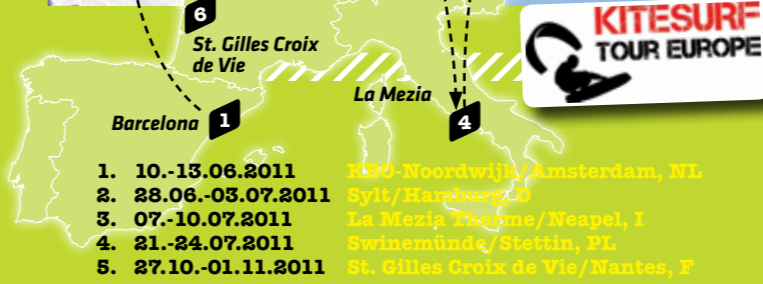 KITESURF
TOUR EUROPE
6
St. Gilles Croix
de Vie
La Mezia
4
Barcelona 1
1. 10.-13.06.2011 KBO-Noordwijk/Amsterdam, NL
2. 28.06.-03.07.2011 Sylt/Hamburg, D
3. 07.-10.07.2011 La Mezia Therme/Neapel, I
4. 21.-24.07.2011 Swinemünde/Stettin, PL
5. 27.10.-01.11.2011 St. Gilles Croix de Vie/Nantes, F